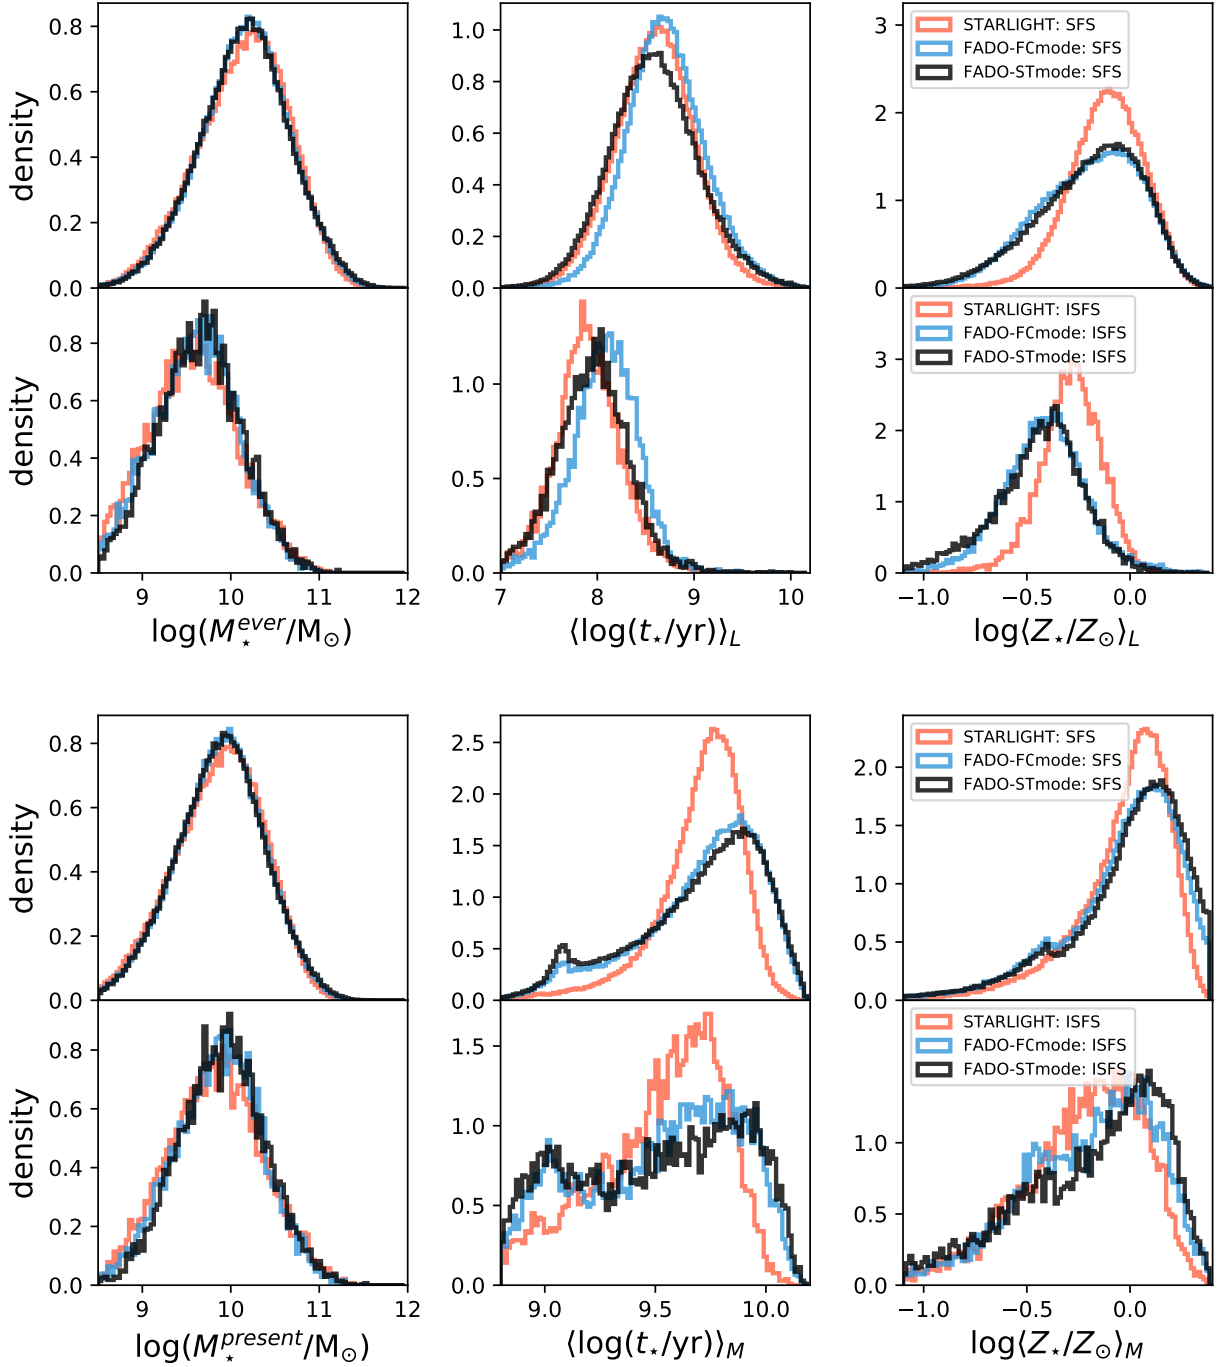 density
0.0
0.2
0.4
0.6
0.8
0.0
0.2
0.4
0.6
0.8
1.0
0
1
2
3
STARLIGHT: SFS
FADO-FCmode: SFS
FADO-STmode: SFS
density
0.0
0.2
0.4
0.6
0.8
0.0
0.5
1.0
0
1
2
3
STARLIGHT: ISFS
FADO-FCmode: ISFS
FADO-STmode: ISFS
9 10 11 12
7 8 9 10
−1.0 −0.5 0.0
log(M⋆^ever/M⊙)
⟨log(t⋆/yr)⟩L
log⟨Z⋆/Z⊙⟩L
density
0.0
0.2
0.4
0.6
0.8
0.0
0.5
1.0
1.5
2.0
2.5
0.0
0.5
1.0
1.5
2.0
STARLIGHT: SFS
FADO-FCmode: SFS
FADO-STmode: SFS
density
0.0
0.2
0.4
0.6
0.8
0.0
0.5
1.0
1.5
0.0
0.5
1.0
STARLIGHT: ISFS
FADO-FCmode: ISFS
FADO-STmode: ISFS
9 10 11 12
9.0 9.5 10.0
−1.0 −0.5 0.0
log(M⋆^present/M⊙)
⟨log(t⋆/yr)⟩M
log⟨Z⋆/Z⊙⟩M